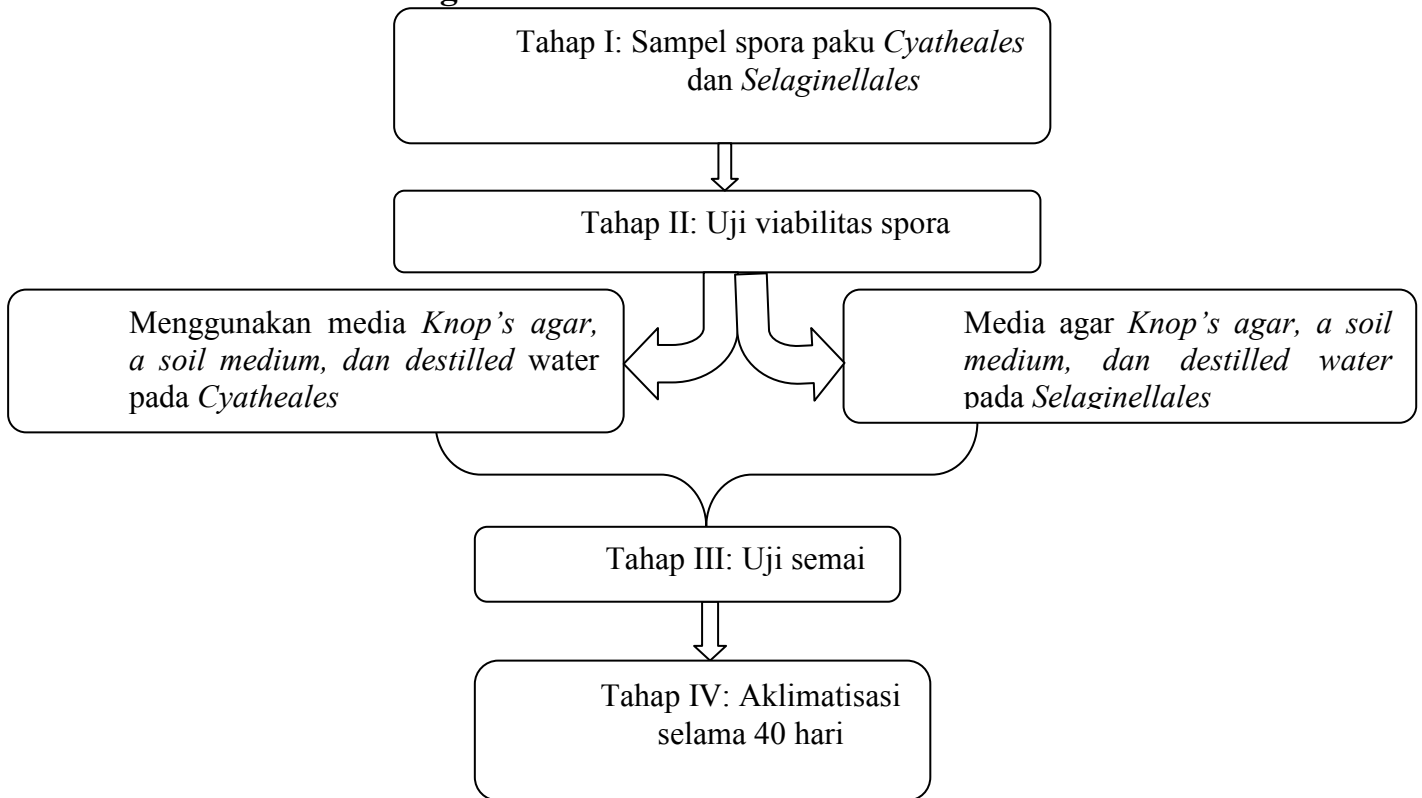 Tahap I: Sampel spora paku Cyatheales
dan Selaginellales
Tahap II: Uji viabilitas spora
Menggunakan media Knop’s agar,
a soil medium, dan destilled water
pada Cyatheales
Media agar Knop’s agar, a soil
medium, dan destilled water
pada Selaginellales
Tahap III: Uji semai
Tahap IV: Aklimatisasi
selama 40 hari